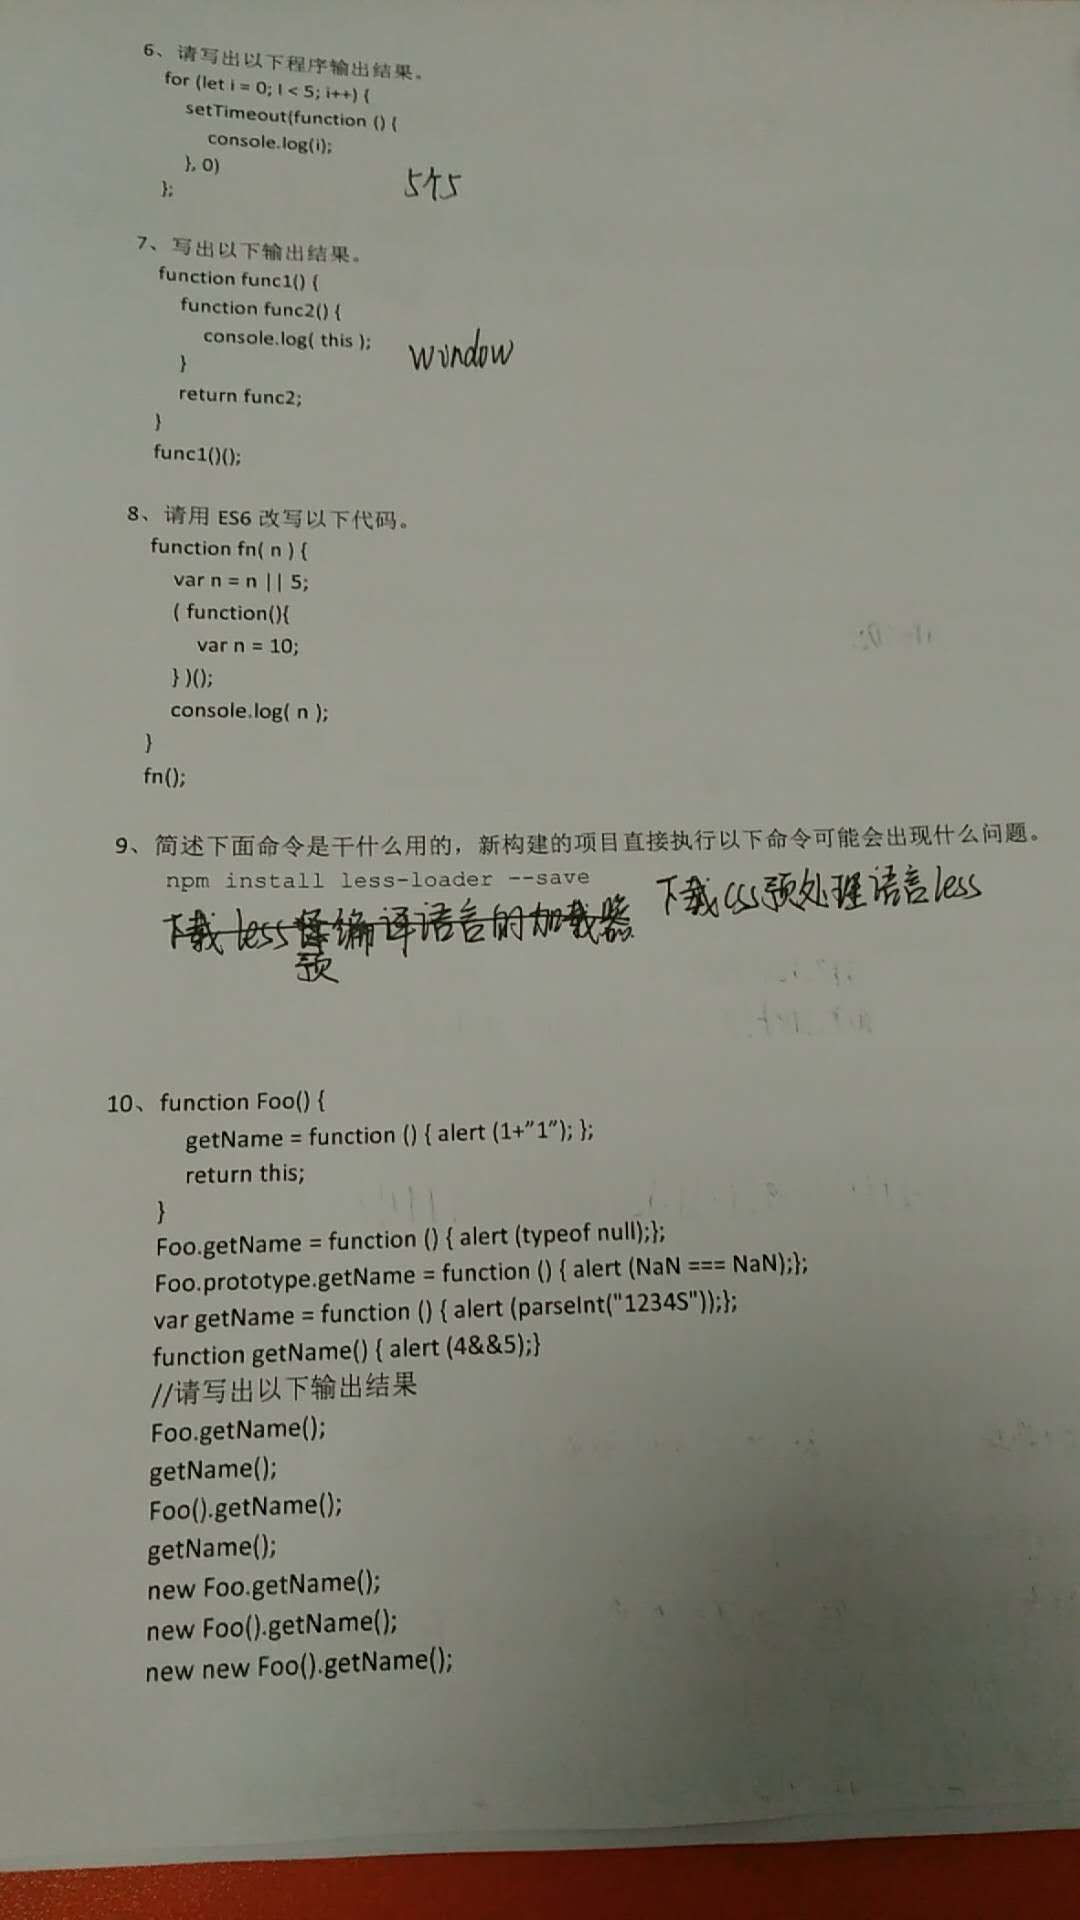 6、请写出以下程序输出结果。
for (let i = 0; I < 5; i++) {
setTimeout(function () {
console.log(i);
}, 0)
};
5个5
7、写出以下输出结果。
function func1() {
function func2() {
console.log( this );
}
window
return func2;
}
func1()();
8、请用 ES6 改写以下代码。
function fn( n ) {
var n = n || 5;
( function(){
var n = 10;
} )();
console.log( n );
}
fn();
9、简述下面命令是干什么用的，新构建的项目直接执行以下命令可能会出现什么问题。
npm install less-loader --save
下载css预处理语言less
下载less编译语言的加载器
预
10、function Foo() {
getName = function () { alert (1+”1”); };
return this;
}
Foo.getName = function () { alert (typeof null);};
Foo.prototype.getName = function () { alert (NaN === NaN);};
var getName = function () { alert (parseInt("1234S"));};
function getName() { alert (4&&5);}
//请写出以下输出结果
Foo.getName();
getName();
Foo().getName();
getName();
new Foo.getName();
new Foo().getName();
new new Foo().getName();